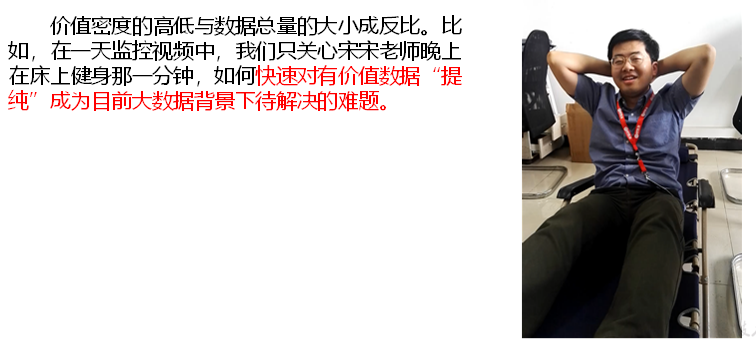 价值密度的高低与数据总量的大小成反比。比
如，在一天监控视频中，我们只关心宋宋老师晚上
在床上健身那一分钟，如何快速对有价值数据“提
纯”成为目前大数据背景下待解决的难题。